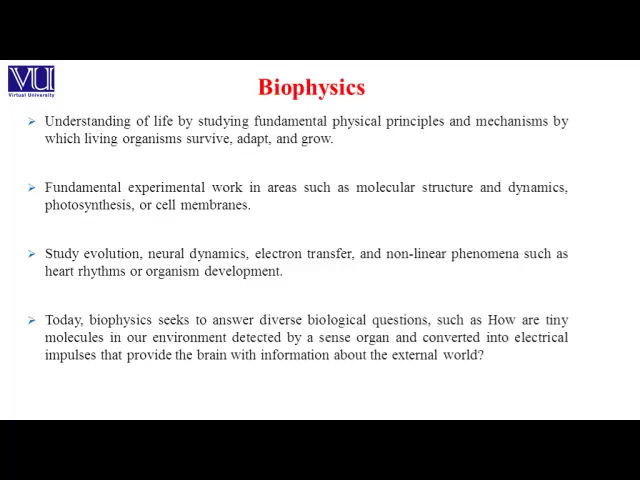 VU
Virtual University
Biophysics
Understanding of life by studying fundamental physical principles and mechanisms by
which living organisms survive, adapt, and grow.
Fundamental experimental work in areas such as molecular structure and dynamics,
photosynthesis, or cell membranes.
Study evolution, neural dynamics, electron transfer, and non-linear phenomena such as
heart rhythms or organism development.
Today, biophysics seeks to answer diverse biological questions, such as How are tiny
molecules in our environment detected by a sense organ and converted into electrical
impulses that provide the brain with information about the external world?